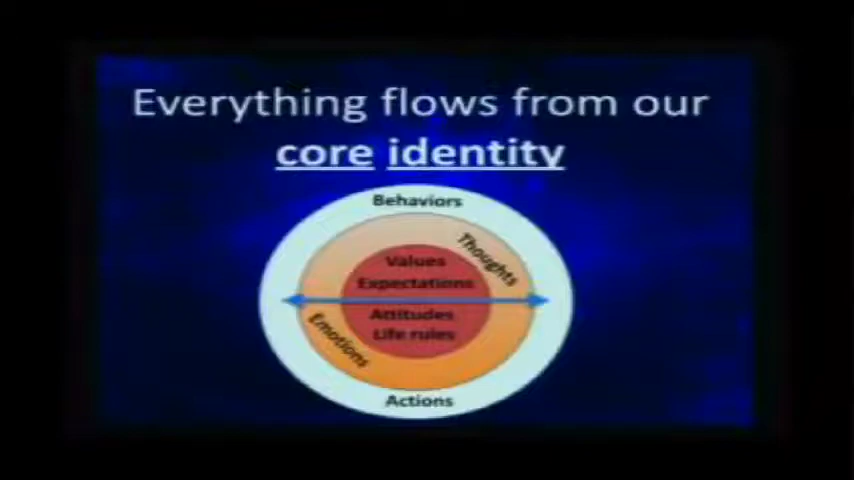 Everything flows from our
core identity
Behaviors
Thoughts
Values
Expectations
Attitudes
Life rules
Emotions
Actions